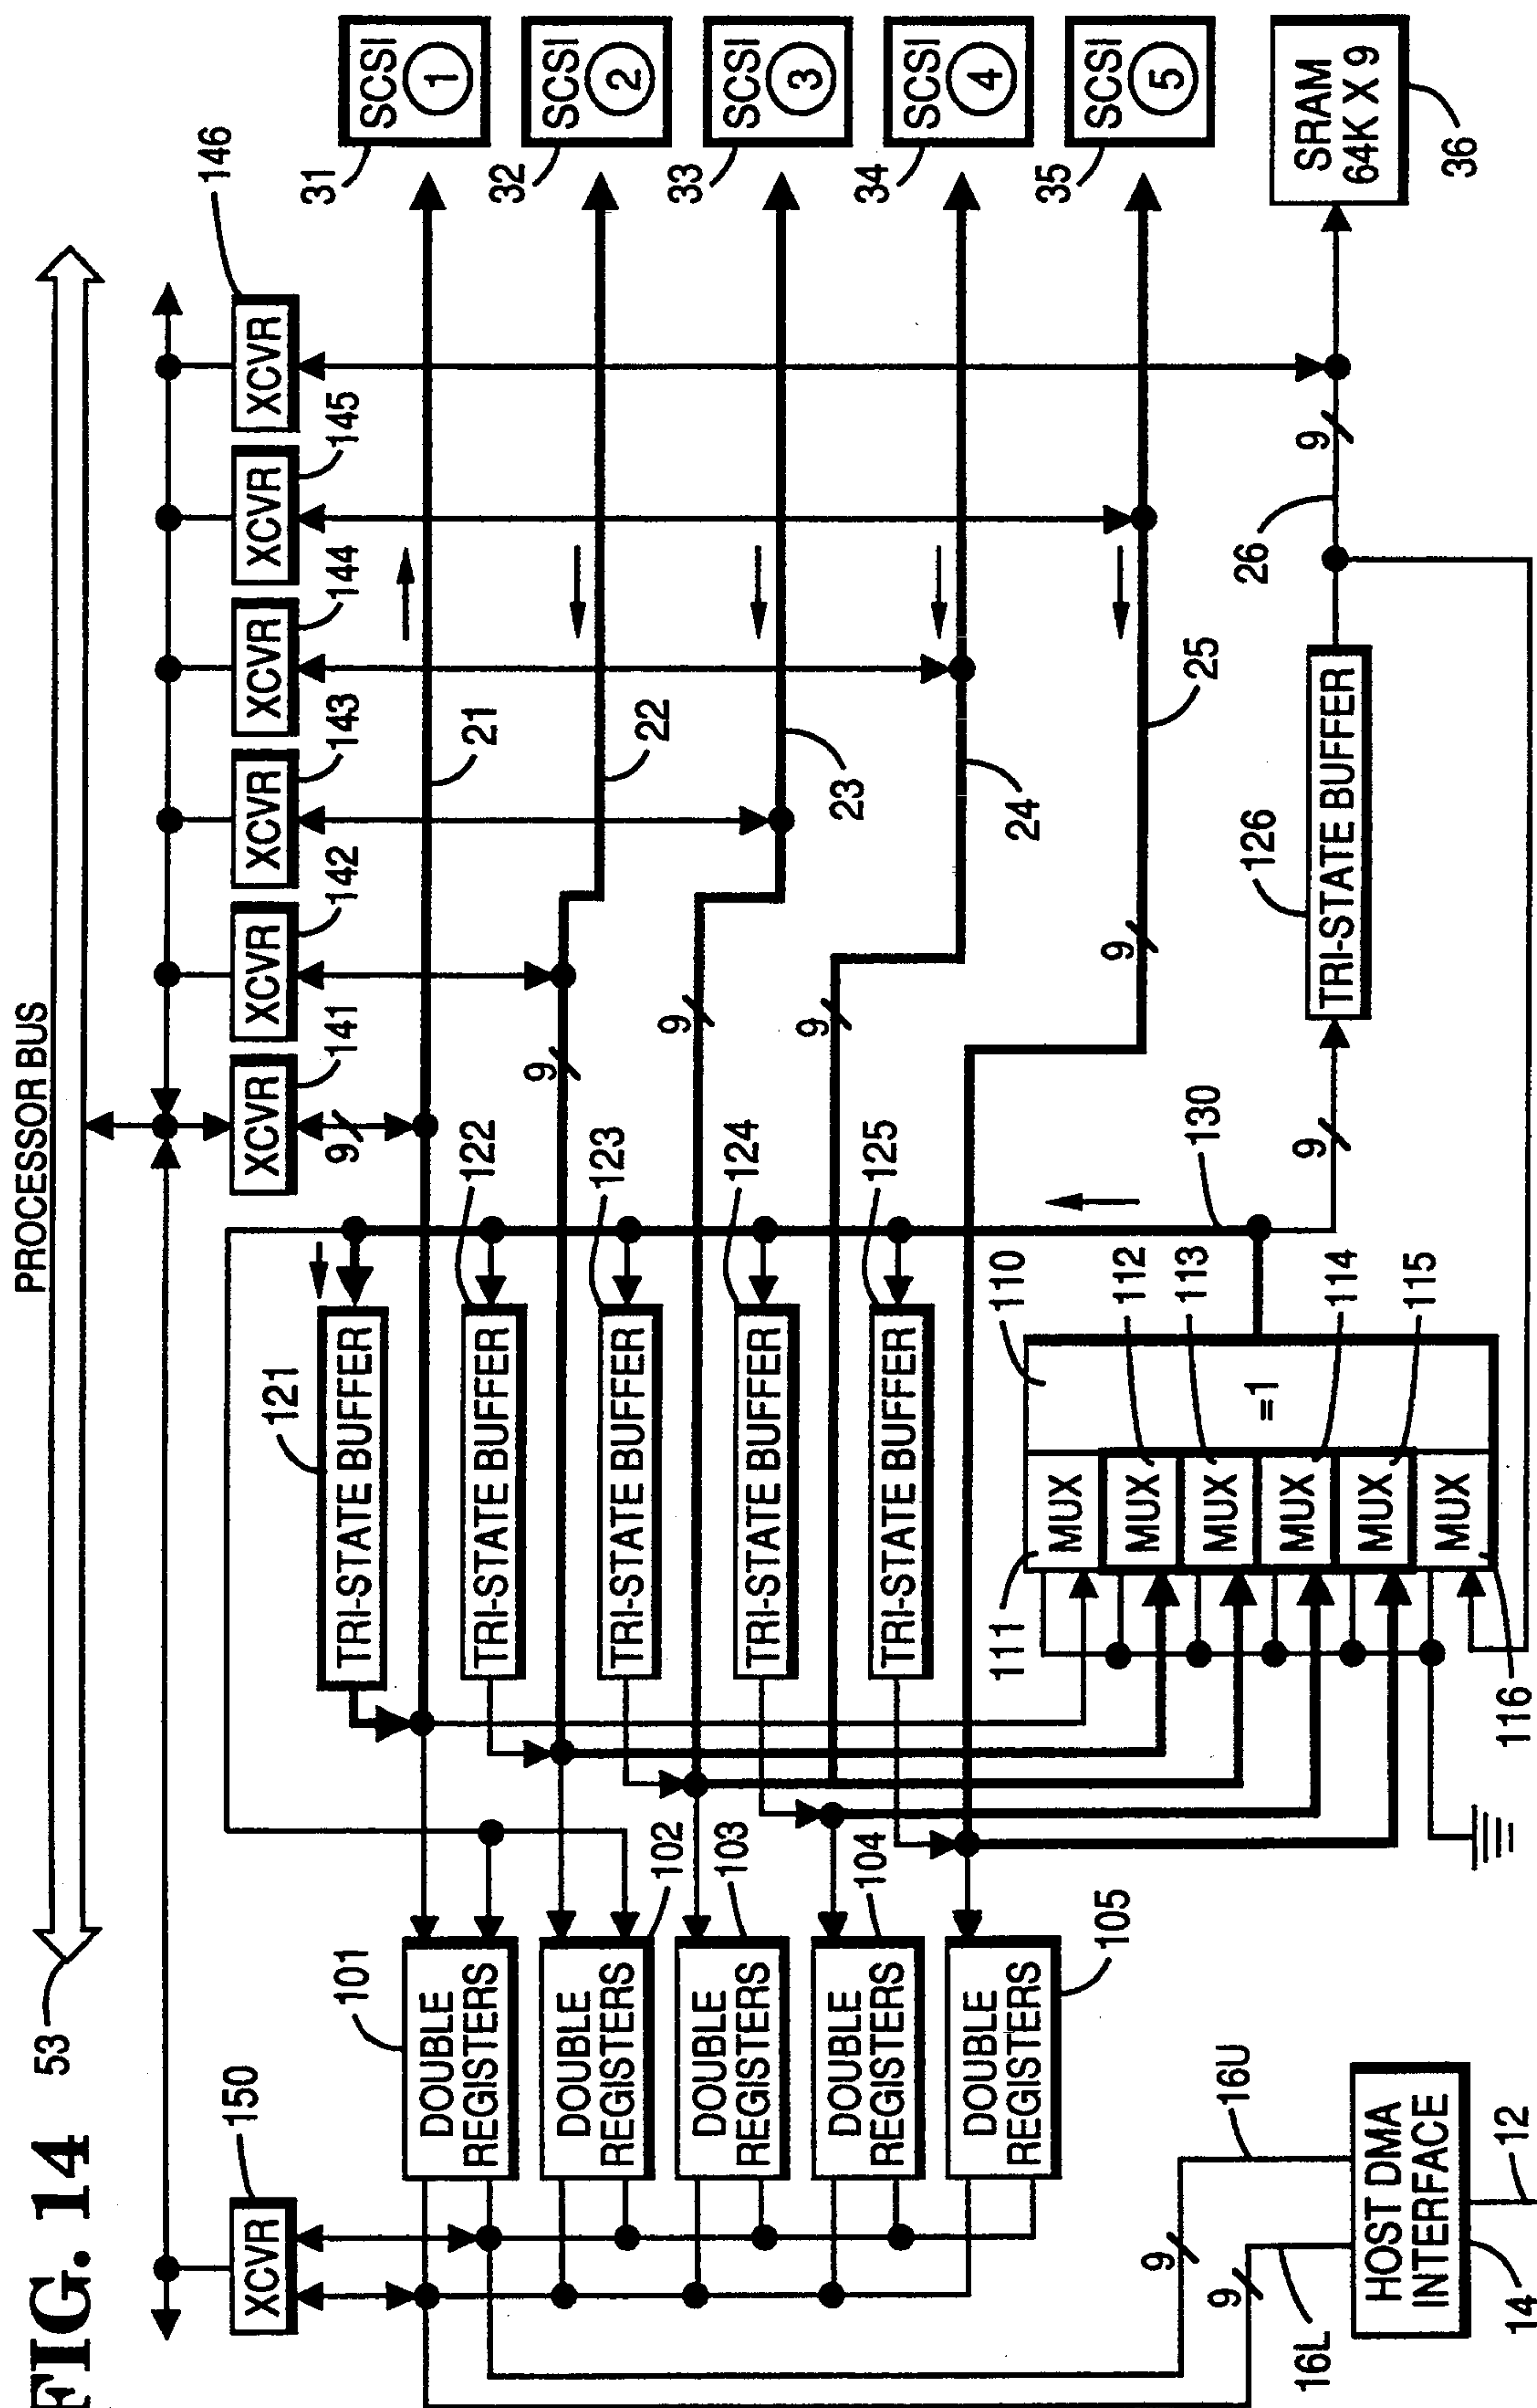 FIG. 14
53
PROCESSOR BUS
150
XCVR
XCVR
XCVR
XCVR
XCVR
XCVR
XCVR
141
142
143
144
145
146
9
101
DOUBLE
REGISTERS
DOUBLE
REGISTERS
102
DOUBLE
REGISTERS
103
DOUBLE
REGISTERS
104
DOUBLE
REGISTERS
105
121
TRI-STATE BUFFER
TRI-STATE BUFFER
122
TRI-STATE BUFFER
123
TRI-STATE BUFFER
124
TRI-STATE BUFFER
125
130
9
9
9
9
21
22
23
24
25
31
SCSI
1
32
SCSI
2
33
SCSI
3
34
SCSI
4
35
SCSI
5
111
MUX
MUX
MUX
MUX
MUX
MUX
=1
110
112
113
114
115
116
9
126
TRI-STATE BUFFER
26
9
SRAM
64K X 9
36
9
9
16U
16L
HOST DMA
INTERFACE
14
12